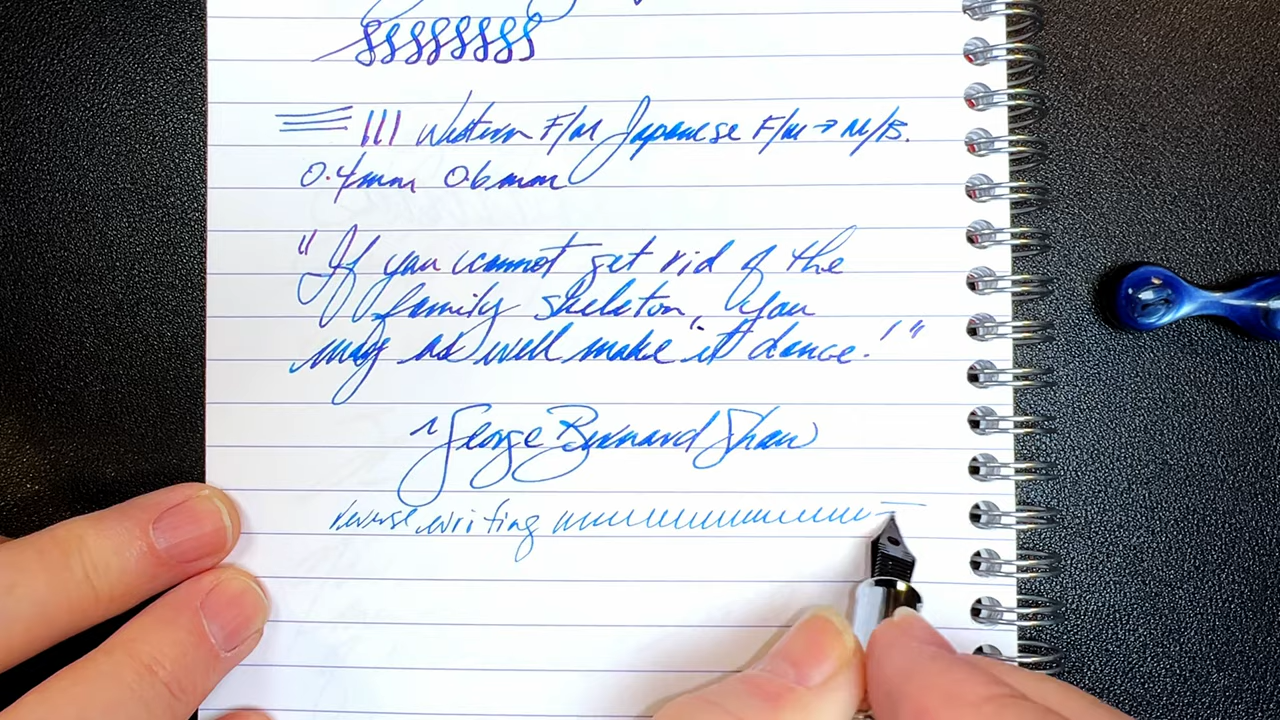 Western F/M Japanese F/M → M/B.
0.4mm 0.6mm
"If you cannot get rid of the
family skeleton, you
may as well make it dance!"
~George Bernard Shaw
reverse writing